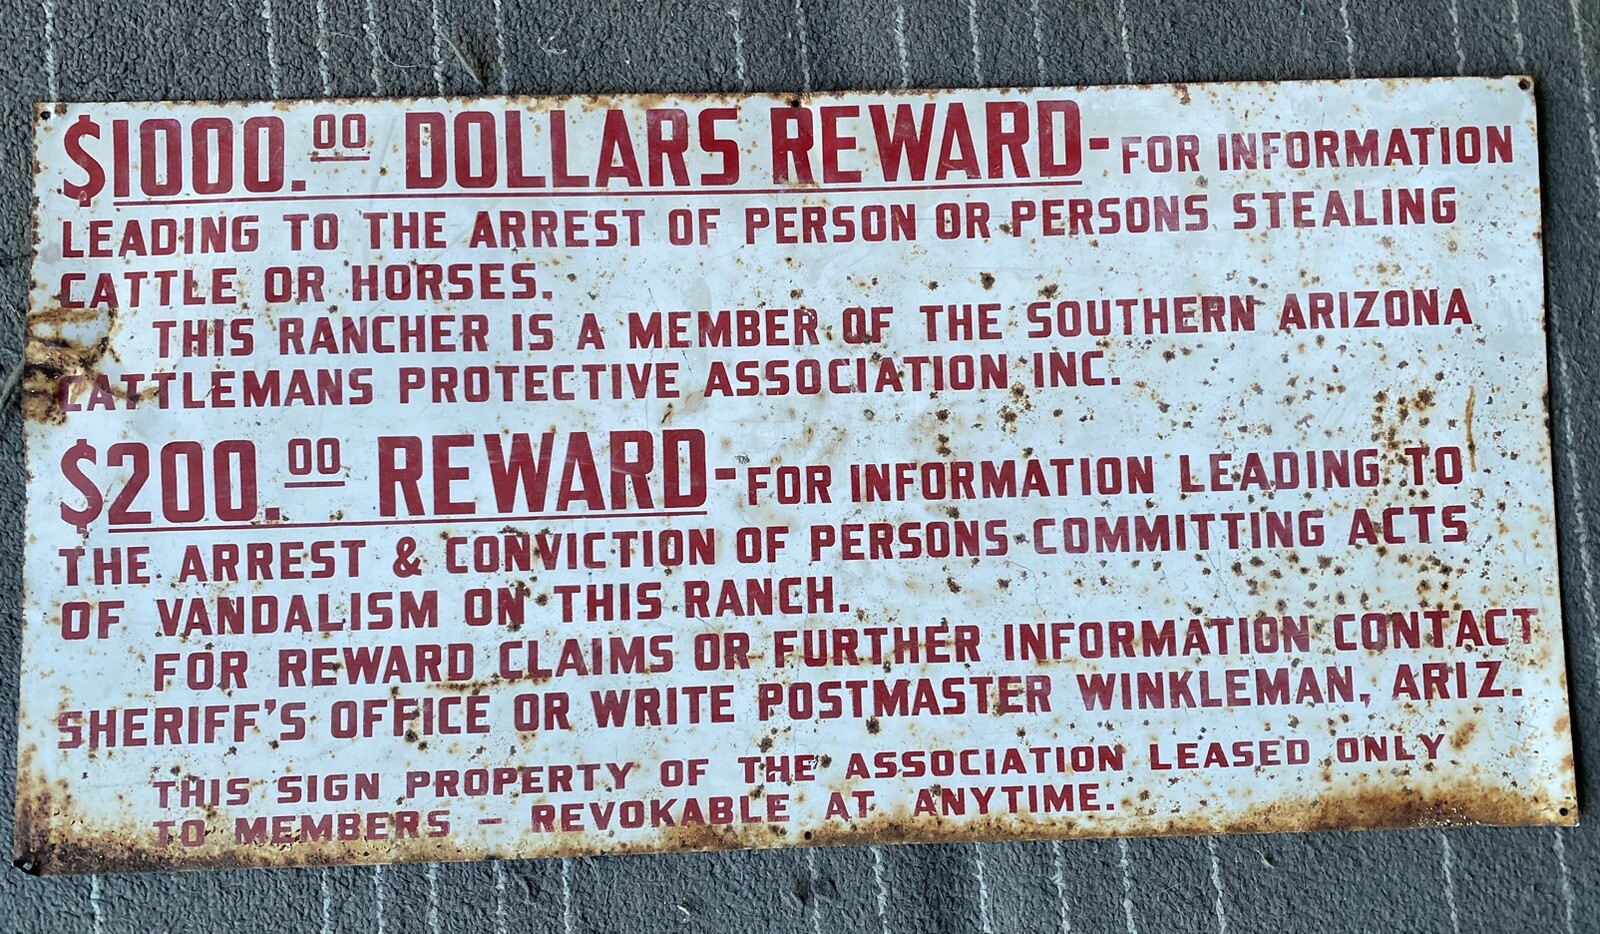 $1000.00 DOLLARS REWARD-FOR INFORMATION
LEADING TO THE ARREST OF PERSON OR PERSONS STEALING
CATTLE OR HORSES.
THIS RANCHER IS A MEMBER OF THE SOUTHERN ARIZONA
CATTLEMANS PROTECTIVE ASSOCIATION INC.
$200.00 REWARD-FOR INFORMATION LEADING TO
THE ARREST & CONVICTION OF PERSONS COMMITTING ACTS
OF VANDALISM ON THIS RANCH.
FOR REWARD CLAIMS OR FURTHER INFORMATION CONTACT
SHERIFF'S OFFICE OR WRITE POSTMASTER WINKLEMAN, ARIZ.
THIS SIGN PROPERTY OF THE ASSOCIATION LEASED ONLY
TO MEMBERS – REVOKABLE AT ANYTIME.